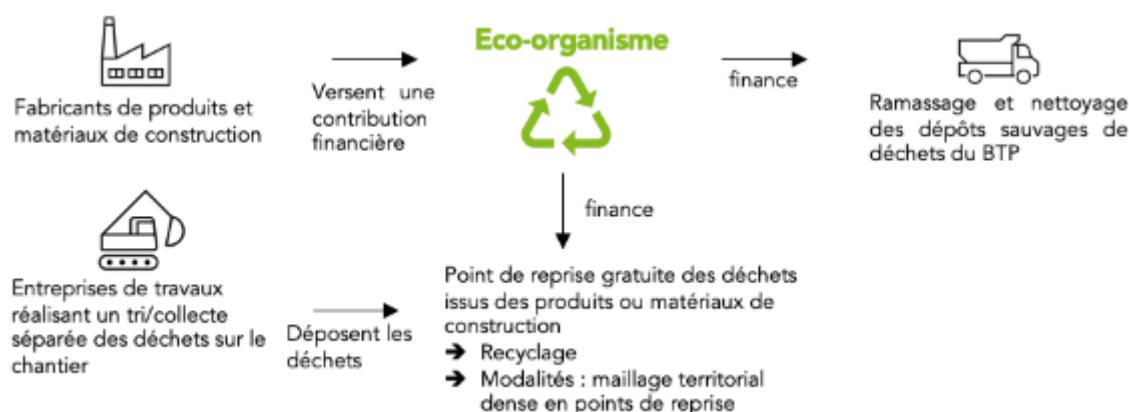 Eco-organisme
Fabricants de produits et
matériaux de construction
Versent une
contribution
financière
finance
Ramassage et nettoyage
des dépôts sauvages de
déchets du BTP
finance
Entreprises de travaux
réalisant un tri/collecte
séparée des déchets sur le
chantier
Déposent les
déchets
Point de reprise gratuite des déchets
issus des produits ou matériaux de
construction
➔ Recyclage
➔ Modalités : maillage territorial
dense en points de reprise